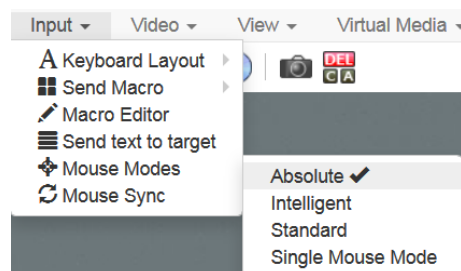 Input Video View Virtual Media
A Keyboard Layout
Send Macro
DEL
C A
Macro Editor
Send text to target
Mouse Modes
Mouse Sync
Absolute
Intelligent
Standard
Single Mouse Mode